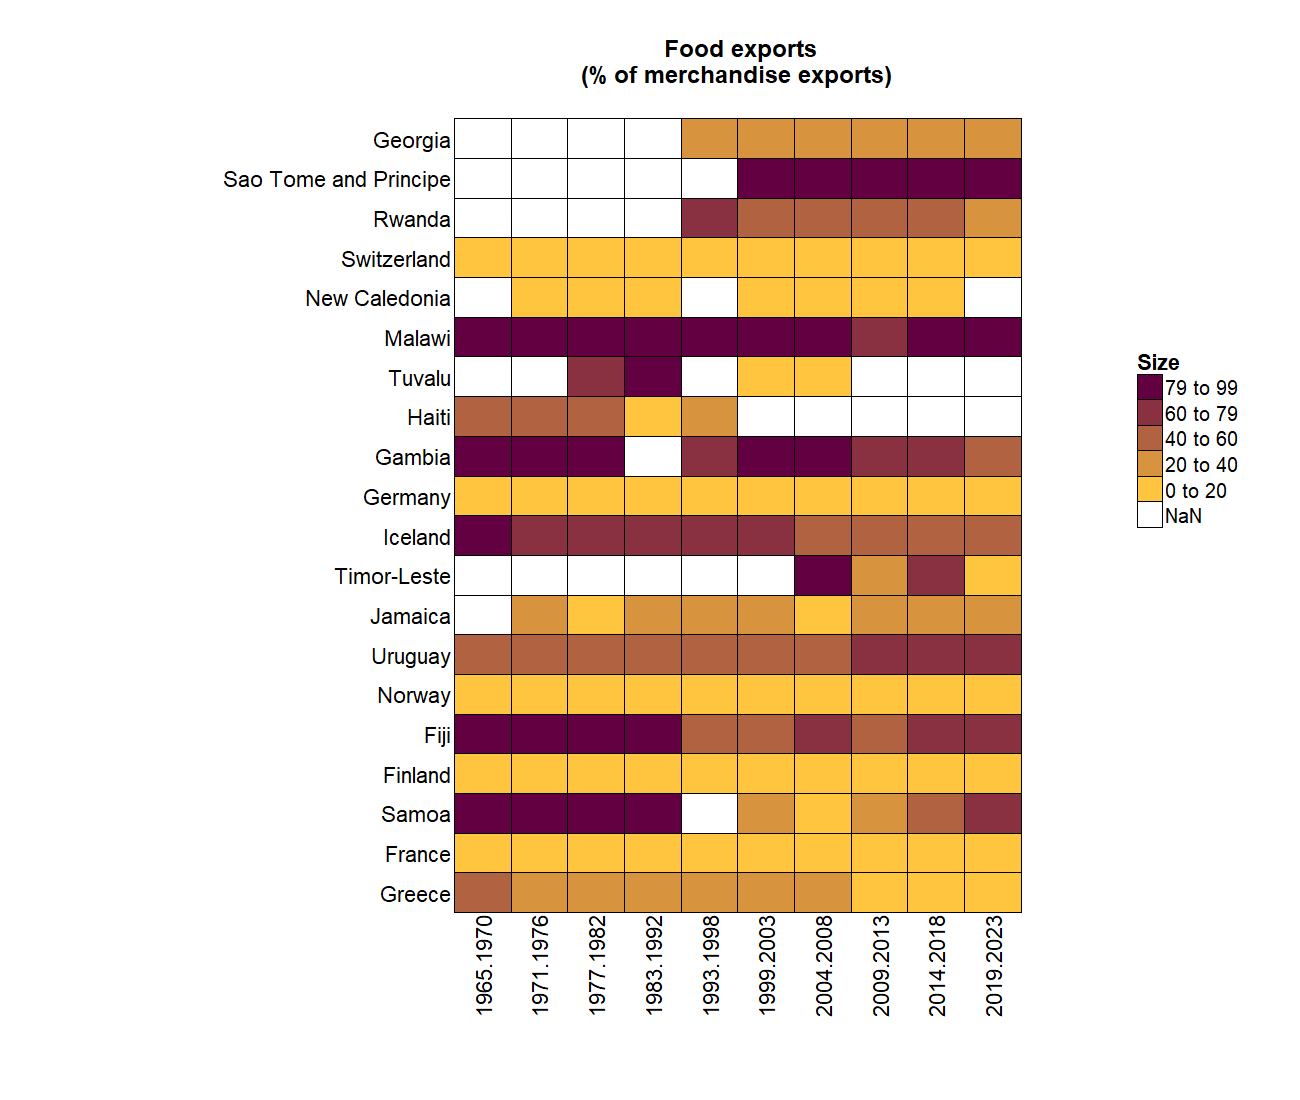 Food exports
(% of merchandise exports)
Georgia
Sao Tome and Principe
Rwanda
Switzerland
New Caledonia
Malawi
Tuvalu
Haiti
Gambia
Germany
Iceland
Timor-Leste
Jamaica
Uruguay
Norway
Fiji
Finland
Samoa
France
Greece
1965.1970
1971.1976
1977.1982
1983.1992
1993.1998
1999.2003
2004.2008
2009.2013
2014.2018
2019.2023
Size
79 to 99
60 to 79
40 to 60
20 to 40
0 to 20
NaN